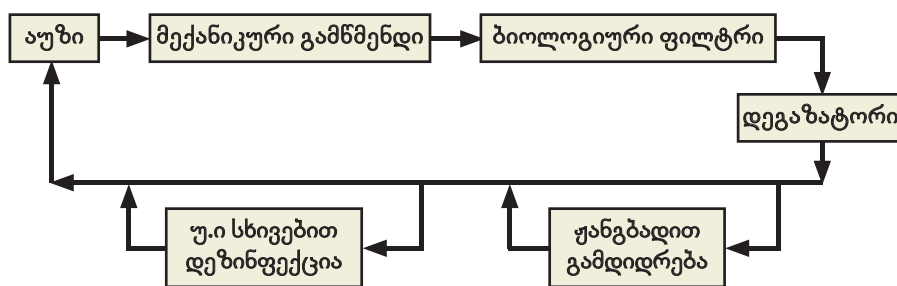 აუზი
მექანიკური გამწმენდი
ბიოლოგიური ფილტრი
დეგაზატორი
უ.ი სხივებით
დეზინფექცია
ჟანგბადით
გამდიდრება